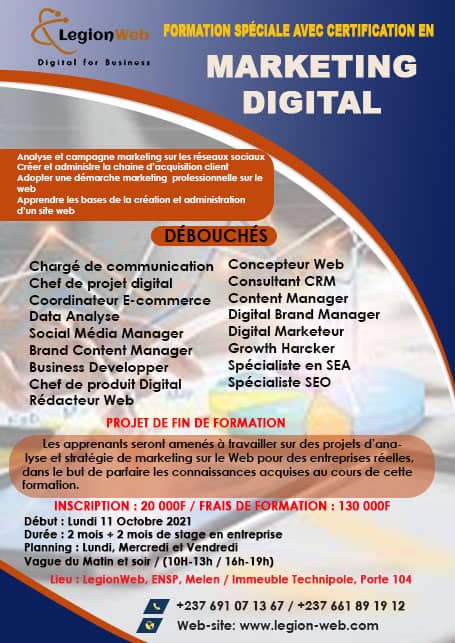 LegionWeb
Digital for Business
FORMATION SPÉCIALE AVEC CERTIFICATION EN
MARKETING
DIGITAL
Analyse et campagne marketing sur les réseaux sociaux
Créer et administre la chaine d'acquisition client
Adopter une démarche marketing professionnelle sur le
web
Apprendre les bases de la création et administration
d'un site web
DÉBOUCHÉS
Chargé de communication
Chef de projet digital
Coordinateur E-commerce
Data Analyse
Social Média Manager
Brand Content Manager
Business Developper
Chef de produit Digital
Rédacteur Web
Concepteur Web
Consultant CRM
Content Manager
Digital Brand Manager
Digital Marketeur
Growth Harcker
Spécialiste en SEA
Spécialiste SEO
PROJET DE FIN DE FORMATION
Les apprenants seront amenés à travailler sur des projets d'ana-
lyse et stratégie de marketing sur le Web pour des entreprises réelles,
dans le but de parfaire les connaissances acquises au cours de cette
formation.
INSCRIPTION : 20 000F / FRAIS DE FORMATION : 130 000F
Début : Lundi 11 Octobre 2021
Durée : 2 mois + 2 mois de stage en entreprise
Planning : Lundi, Mercredi et Vendredi
Vague du Matin et soir / (10H-13h / 16h-19h)
Lieu : LegionWeb, ENSP, Melen / Immeuble Technipole, Porte 104
+237 691 07 13 67 / +237 661 89 19 12
Web-site: www.legion-web.com